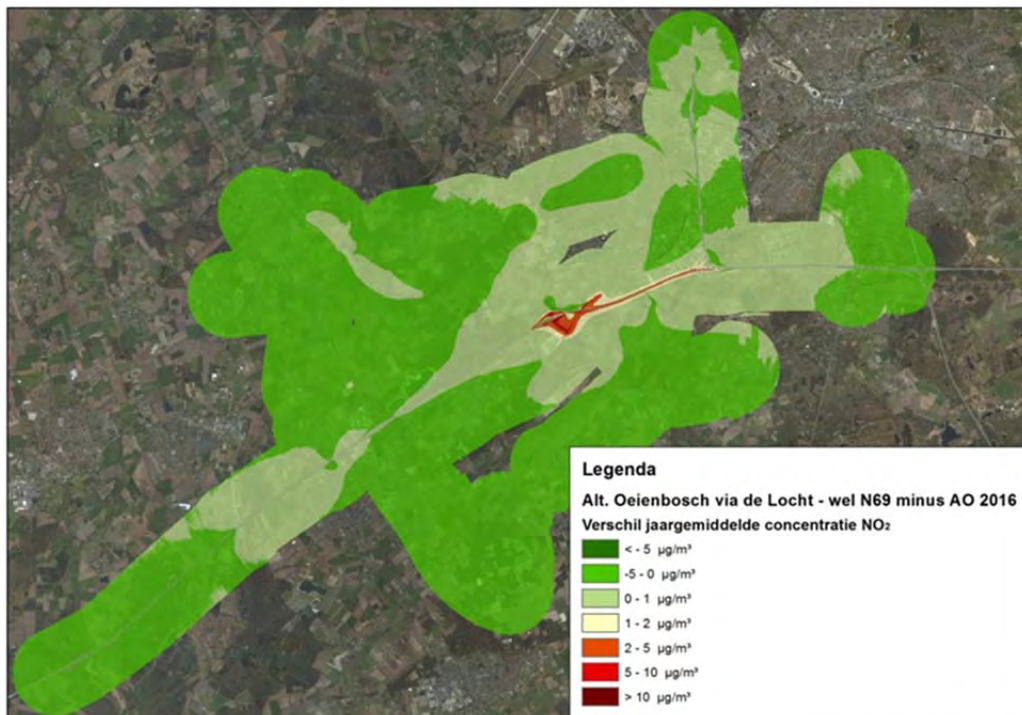 Legenda
Alt. Oeienbosch via de Locht - wel N69 minus AO 2016
Verschil jaargemiddelde concentratie NO₂
< - 5 µg/m³
-5 - 0 µg/m³
0 - 1 µg/m³
1 - 2 µg/m³
2 - 5 µg/m³
5 - 10 µg/m³
> 10 µg/m³